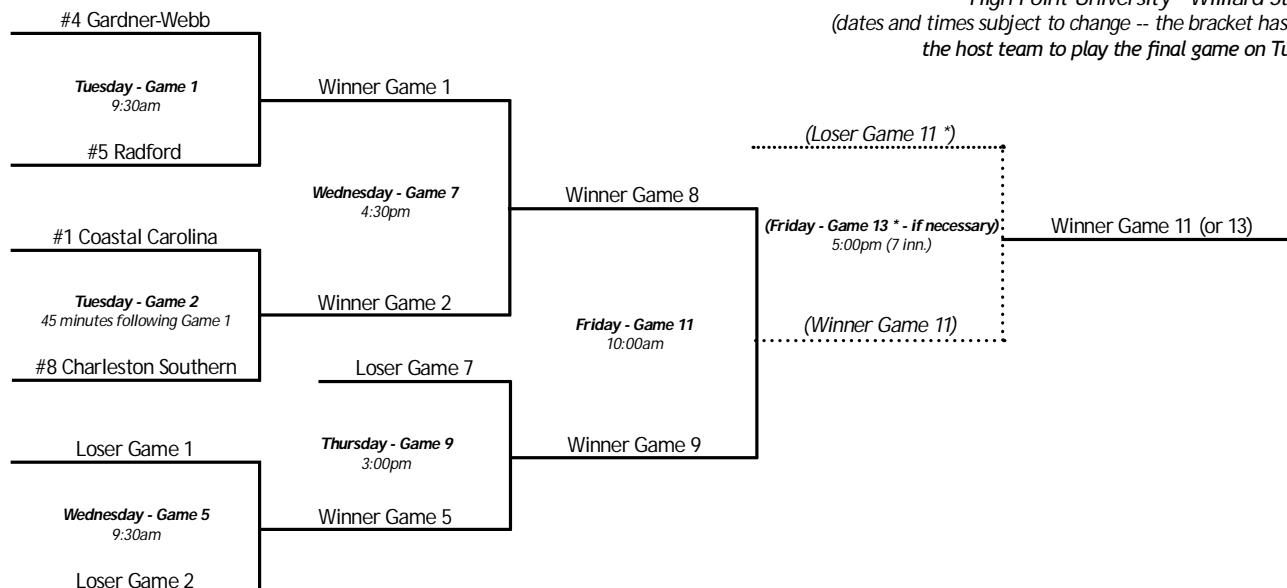 High Point University - Williard
(dates and times subject to change -- the bracket has
the host team to play the final game on
#4 Gardner-Webb
Tuesday - Game 1
9:30am
#5 Radford
Winner Game 1
Wednesday - Game 7
4:30pm
#1 Coastal Carolina
Tuesday - Game 2
45 minutes following Game 1
#8 Charleston Southern
Winner Game 2
Winner Game 8
Friday - Game 11
10:00am
Loser Game 7
Thursday - Game 9
3:00pm
Winner Game 9
Loser Game 1
Wednesday - Game 5
9:30am
Loser Game 2
Winner Game 5
(Loser Game 11 *)
(Friday - Game 13 * - if necessary)
5:00pm (7 inn.)
(Winner Game 11)
Winner Game 11 (or 13)